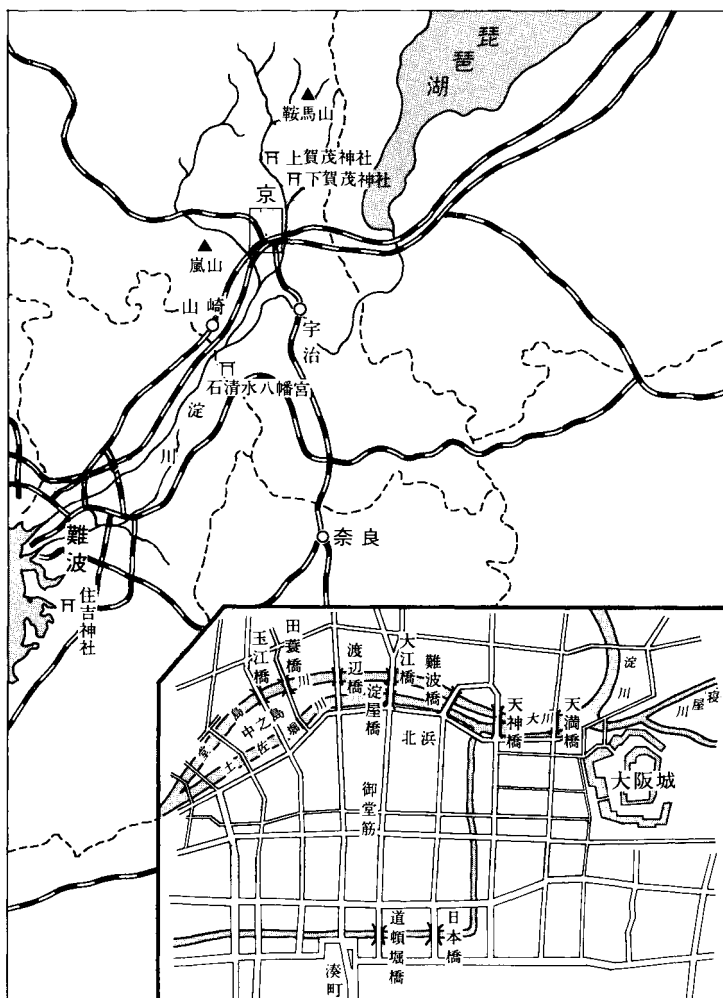 琵琶湖
鞍馬山
上賀茂神社
下賀茂神社
京
嵐山
山崎
宇治
石清水八幡宮
淀川
難波
奈良
住吉神社
玉江橋
田蓑橋
渡辺橋
大江橋
難波橋
淀屋橋
堂島川
中之島
土佐堀川
北浜
天神橋
大川
天満橋
淀川
寝屋川
大阪城
御堂筋
道頓堀橋
日本橋
湊町